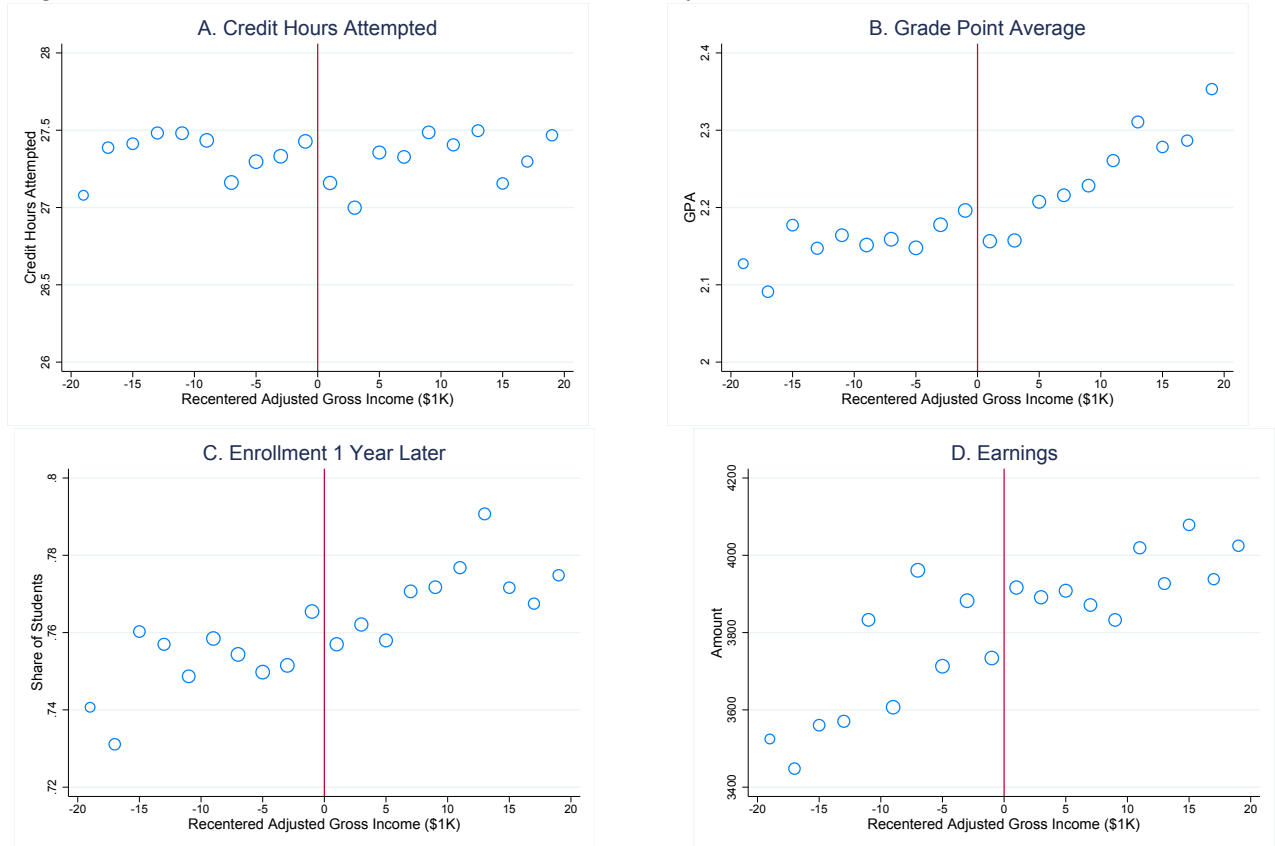 A. Credit Hours Attempted
28
27.5
27
26.5
26
Credit Hours Attempted
-20 -15 -10 -5 0 5 10 15 20
Recentered Adjusted Gross Income ($1K)
B. Grade Point Average
2.4
2.3
2.2
2.1
2
GPA
-20 -15 -10 -5 0 5 10 15 20
Recentered Adjusted Gross Income ($1K)
C. Enrollment 1 Year Later
.8
.78
.76
.74
.72
Share of Students
-20 -15 -10 -5 0 5 10 15 20
Recentered Adjusted Gross Income ($1K)
D. Earnings
4200
4000
3800
3600
3400
Amount
-20 -15 -10 -5 0 5 10 15 20
Recentered Adjusted Gross Income ($1K)